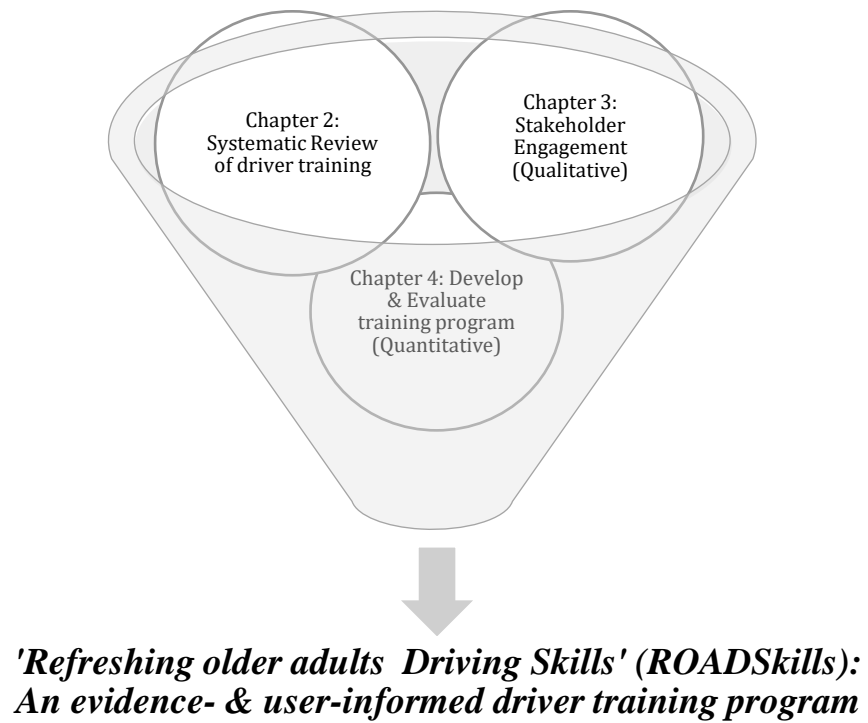 Chapter 2:
Systematic Review
of driver training
Chapter 3:
Stakeholder
Engagement
(Qualitative)
Chapter 4: Develop
& Evaluate
training program
(Quantitative)
'Refreshing older adults  Driving Skills' (ROADSkills):
An evidence- & user-informed driver training program